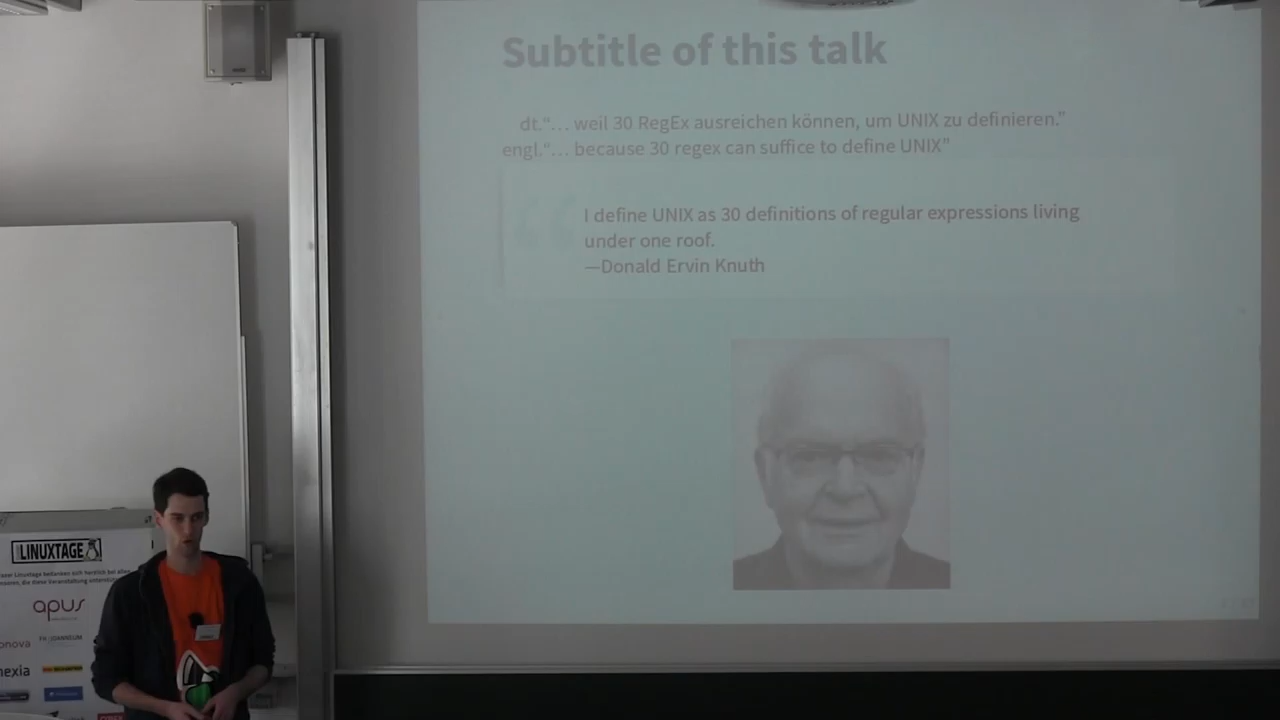 Subtitle of this talk
dt.“… weil 30 RegEx ausreichen können, um UNIX zu definieren.”
engl.“… because 30 regex can suffice to define UNIX”
I define UNIX as 30 definitions of regular expressions living
under one roof.
—Donald Ervin Knuth
LINUXTAGE
apus